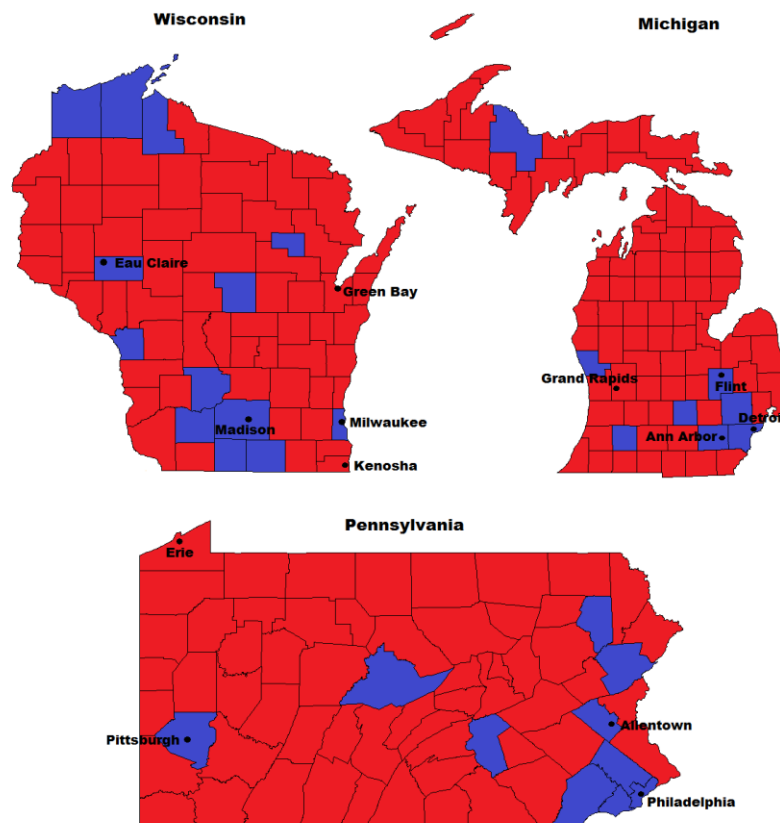 Wisconsin
Michigan
Eau Claire
Green Bay
Madison
Milwaukee
Kenosha
Grand Rapids
Flint
Detroi
Ann Arbor
Pennsylvania
Erie
Pittsburgh
Allentown
Philadelphia